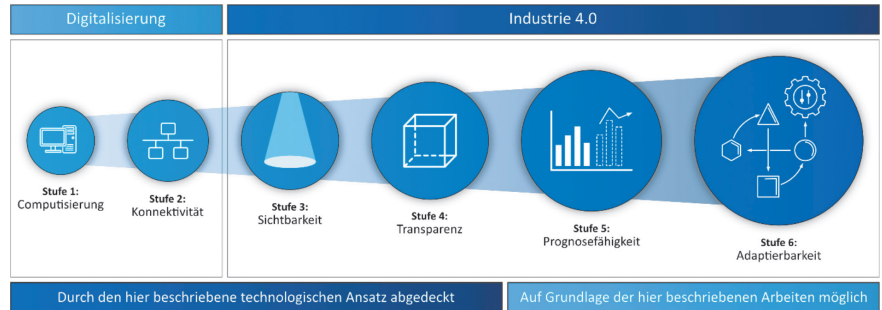 Digitalisierung
Industrie 4.0
Stufe 1:
Computisierung
Stufe 2:
Konnektivität
Stufe 3:
Sichtbarkeit
Stufe 4:
Transparenz
Stufe 5:
Prognosefähigkeit
Stufe 6:
Adaptierbarkeit
Durch den hier beschriebene technologischen Ansatz abgedeckt
Auf Grundlage der hier beschriebenen Arbeiten möglich